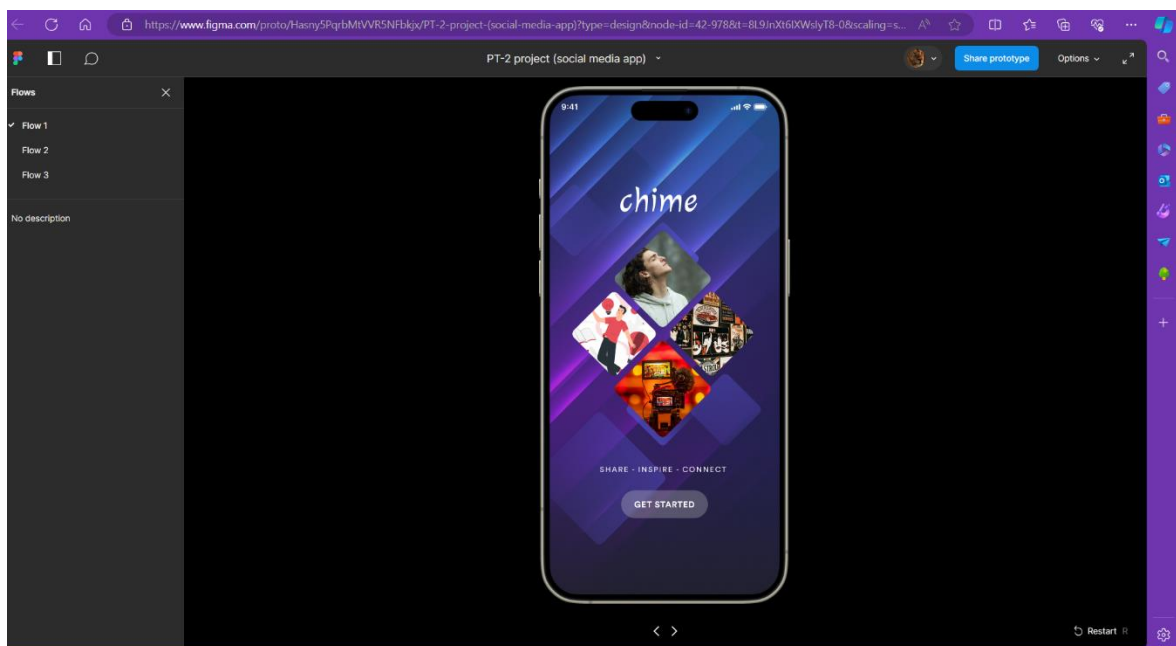 https://www.figma.com/proto/Hasny5PqrbMtVVR5NFbkjx/PT-2-project-(social-media-app)?type=design&node-id=42-978&t=8L9JnXt6IXWslyT8-0&scaling=s...
PT-2 project (social media app)
Share prototype
Options
Flows
Flow 1
Flow 2
Flow 3
No description
9:41
chime
SHARE - INSPIRE - CONNECT
GET STARTED
Restart R